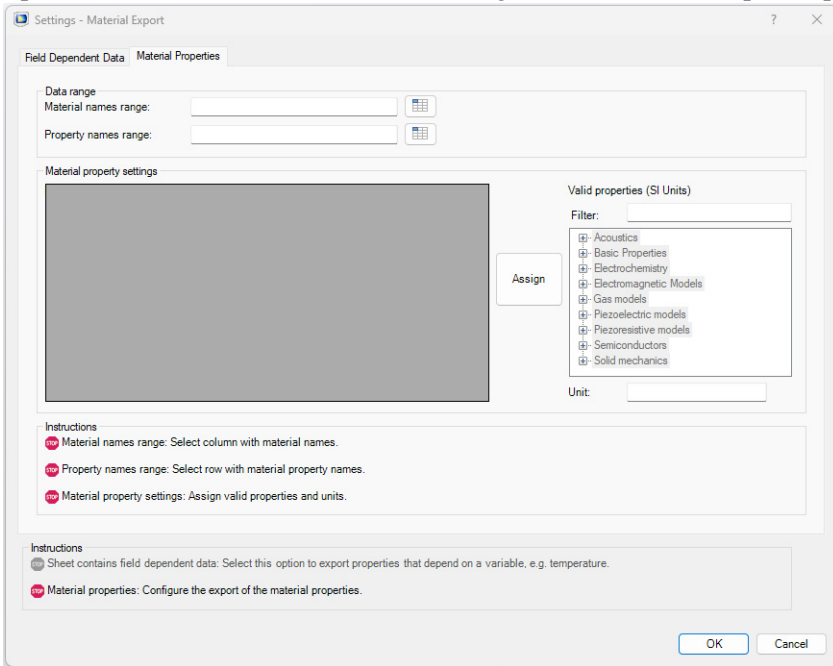 Settings - Material Export
Field Dependent Data Material Properties
Data range
Material names range:
Property names range:
Material property settings
Valid properties (SI Units)
Filter:
Acoustics
Basic Properties
Electrochemistry
Electromagnetic Models
Gas models
Piezoelectric models
Piezoresistive models
Semiconductors
Solid mechanics
Assign
Unit:
Instructions
STOP Material names range: Select column with material names.
STOP Property names range: Select row with material property names.
STOP Material property settings: Assign valid properties and units.
Instructions
STOP Sheet contains field dependent data: Select this option to export properties that depend on a variable, e.g. temperature.
STOP Material properties: Configure the export of the material properties.
OK Cancel